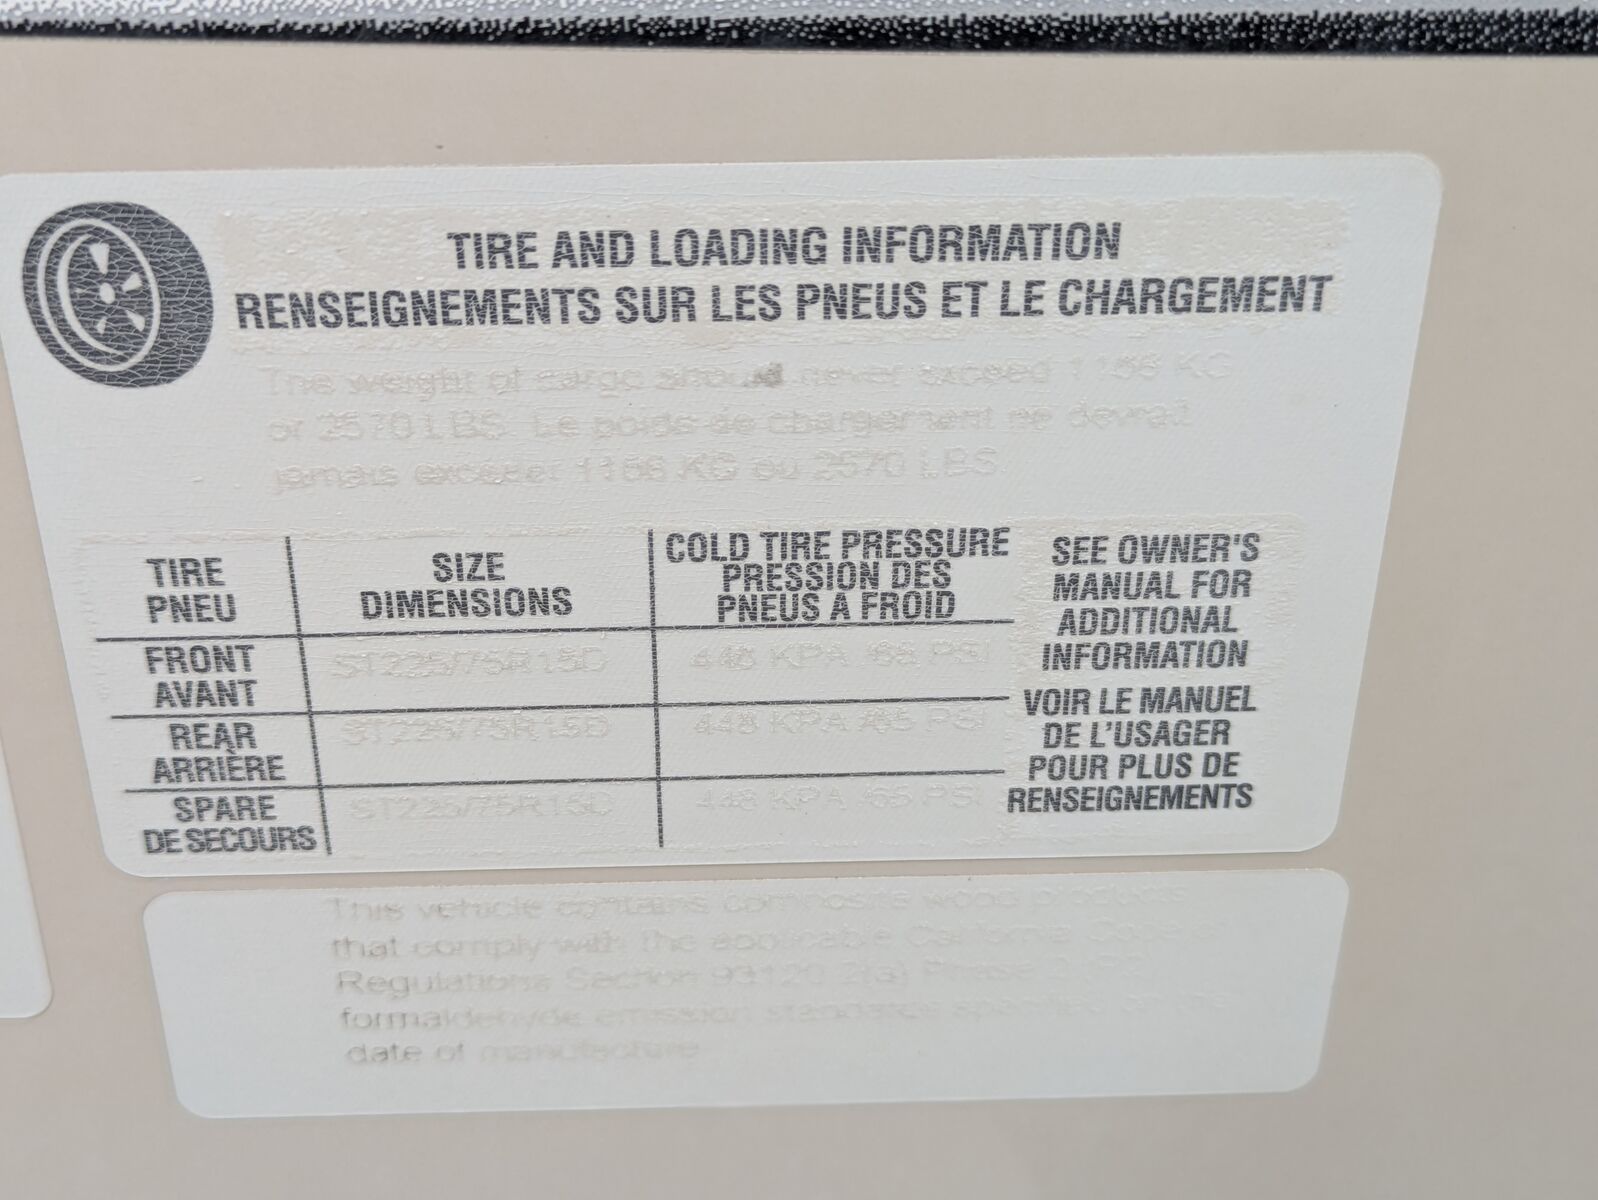 TIRE AND LOADING INFORMATION
RENSEIGNEMENTS SUR LES PNEUS ET LE CHARGEMENT
The weight of cargo should never exceed 1166 KG
or 2570 LBS. Le poids de chargement ne devrait
jamais exceder 1166 KG ou 2570 LBS
TIRE
PNEU
SIZE
DIMENSIONS
COLD TIRE PRESSURE
PRESSION DES
PNEUS A FROID
FRONT
AVANT
ST225/75R15D
448 KPA /65 PSI
REAR
ARRIÈRE
ST225/75R15D
448 KPA /65 PSI
SPARE
DE SECOURS
KPA /65 PSI
SEE OWNER'S
MANUAL FOR
ADDITIONAL
INFORMATION
VOIR LE MANUEL
DE L'USAGER
POUR PLUS DE
RENSEIGNEMENTS
This vehicle contains composite wood products
that comply with the applicable California Code of
Regulations Section 93120.2(a) Phase
formaldehyde emission standards specified on the
date of manufacture